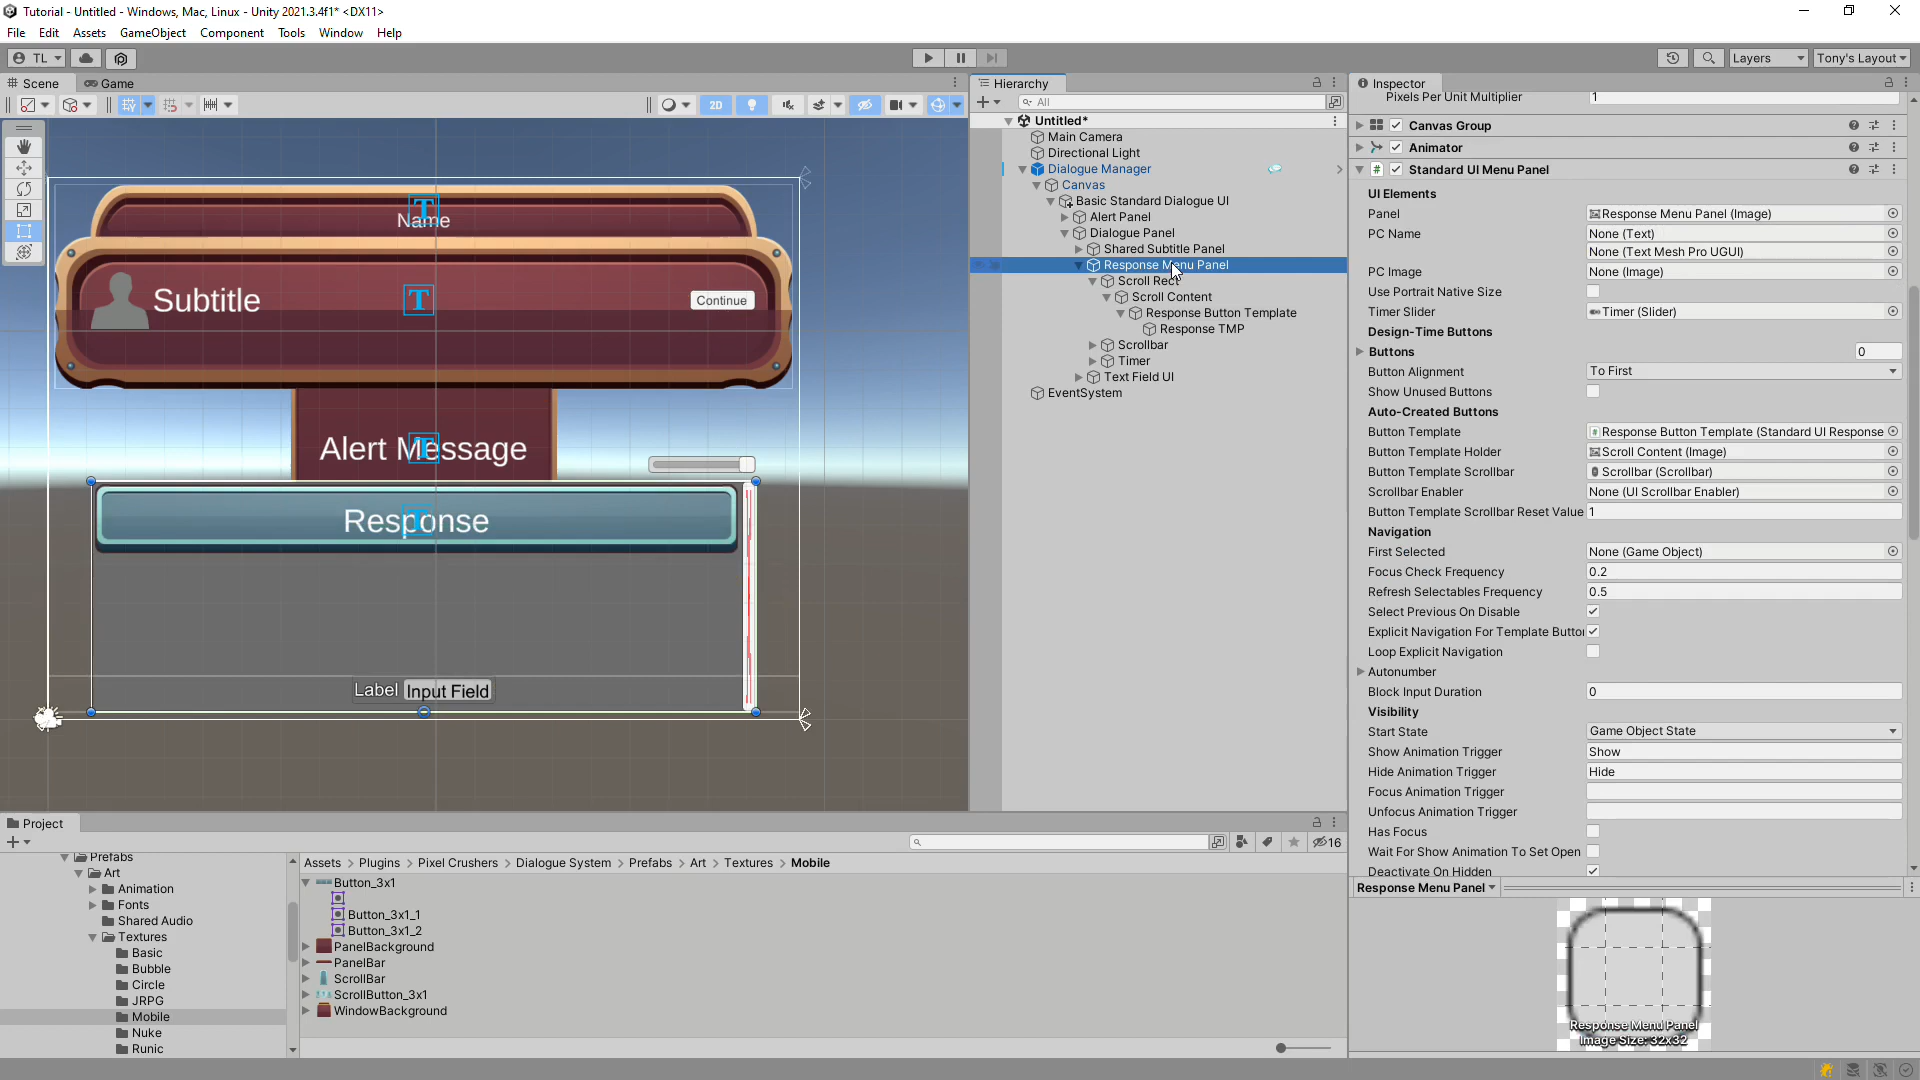 Tutorial - Untitled - Windows, Mac, Linux - Unity 2021.3.4f1* <DX11>
File Edit Assets GameObject Component Tools Window Help
TL Layers Tony's Layout
Scene Game
2D
Name
Subtitle
Continue
Alert Message
Response
Label Input Field
Hierarchy
All
Untitled*
Main Camera
Directional Light
Dialogue Manager
Canvas
Basic Standard Dialogue UI
Alert Panel
Dialogue Panel
Shared Subtitle Panel
Response Menu Panel
Scroll Rect
Scroll Content
Response Button Template
Response TMP
Scrollbar
Timer
Text Field UI
EventSystem
Inspector
Pixels Per Unit Multiplier 1
Canvas Group
Animator
Standard UI Menu Panel
UI Elements
Panel Response Menu Panel (Image)
PC Name None (Text)
None (Text Mesh Pro UGUI)
PC Image None (Image)
Use Portrait Native Size
Timer Slider Timer (Slider)
Design-Time Buttons
Buttons 0
Button Alignment To First
Show Unused Buttons
Auto-Created Buttons
Button Template Response Button Template (Standard UI Response
Button Template Holder Scroll Content (Image)
Button Template Scrollbar Scrollbar (Scrollbar)
Scrollbar Enabler None (UI Scrollbar Enabler)
Button Template Scrollbar Reset Value 1
Navigation
First Selected None (Game Object)
Focus Check Frequency 0.2
Refresh Selectables Frequency 0.5
Select Previous On Disable
Explicit Navigation For Template Butto
Loop Explicit Navigation
Autonumber
Block Input Duration 0
Visibility
Start State Game Object State
Show Animation Trigger Show
Hide Animation Trigger Hide
Focus Animation Trigger
Unfocus Animation Trigger
Has Focus
Wait For Show Animation To Set Open
Deactivate On Hidden
Response Menu Panel
Response Menu Panel
Image Size: 32x32
Project
16
Prefabs
Art
Animation
Fonts
Shared Audio
Textures
Basic
Bubble
Circle
JRPG
Mobile
Nuke
Runic
Assets > Plugins > Pixel Crushers > Dialogue System > Prefabs > Art > Textures > Mobile
Button_3x1
Button_3x1_1
Button_3x1_2
PanelBackground
PanelBar
ScrollBar
ScrollButton_3x1
WindowBackground